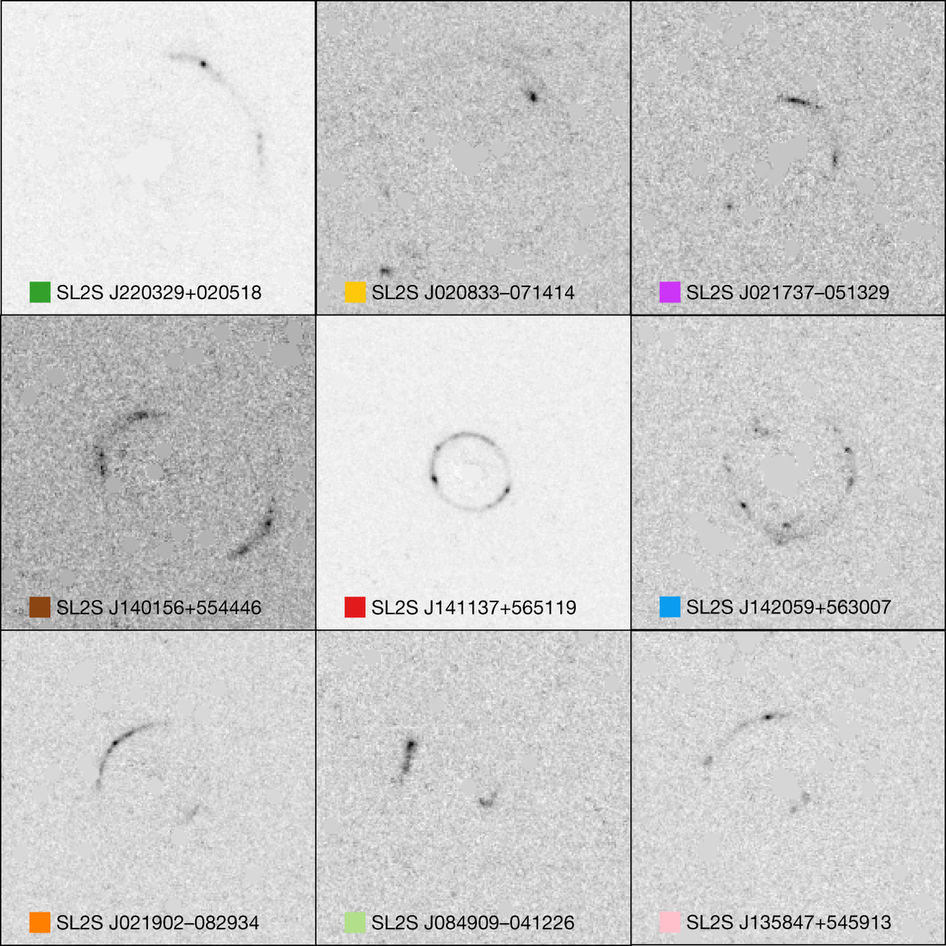 SL2S J220329+020518
SL2S J020833–071414
SL2S J021737–051329
SL2S J140156+554446
SL2S J141137+565119
SL2S J142059+563007
SL2S J021902–082934
SL2S J084909–041226
SL2S J135847+545913